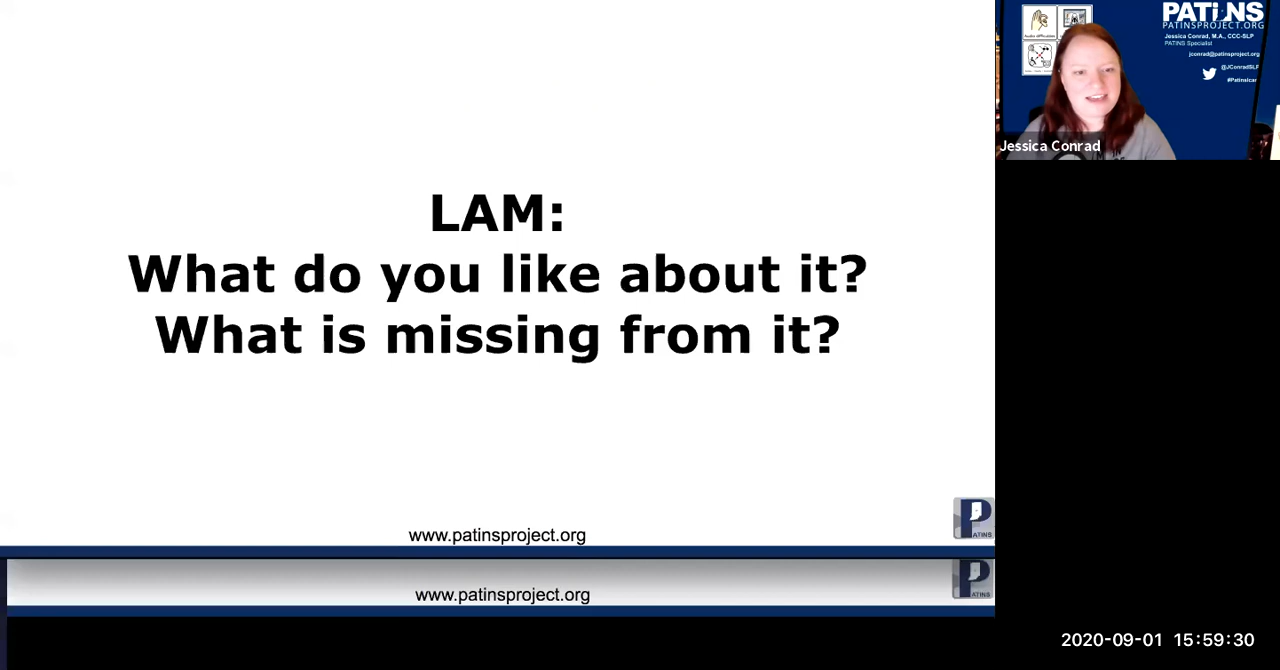 LAM:
What do you like about it?
What is missing from it?
www.patinsproject.org
PATINS
www.patinsproject.org
PATINS
PATINS
PATINSPROJECT.ORG
Jessica Conrad, M.A., CCC-SLP
PATINS Specialist
jconrad@patinsproject.org
@JConradSLP
#Patinsicam
Jessica Conrad
2020-09-01 15:59:30